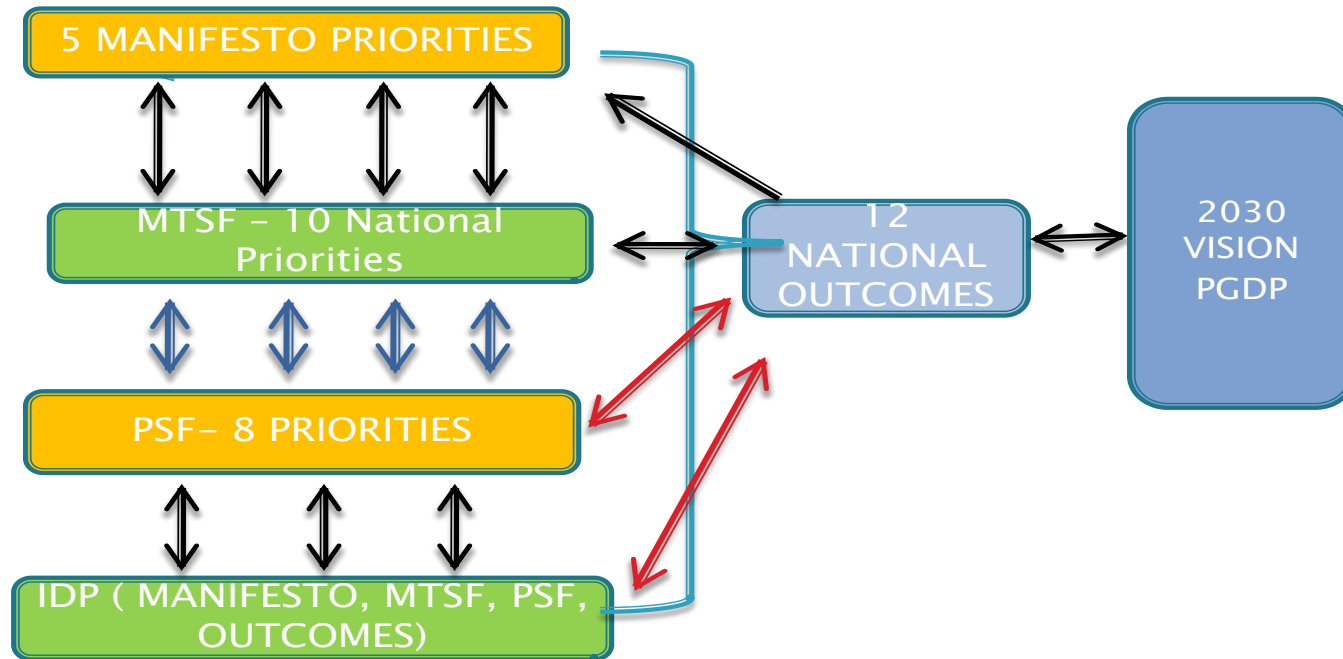 5 MANIFESTO PRIORITIES
MTSF – 10 National
Priorities
PSF– 8 PRIORITIES
IDP ( MANIFESTO, MTSF, PSF,
OUTCOMES)
12
NATIONAL
OUTCOMES
2030
VISION
PGDP